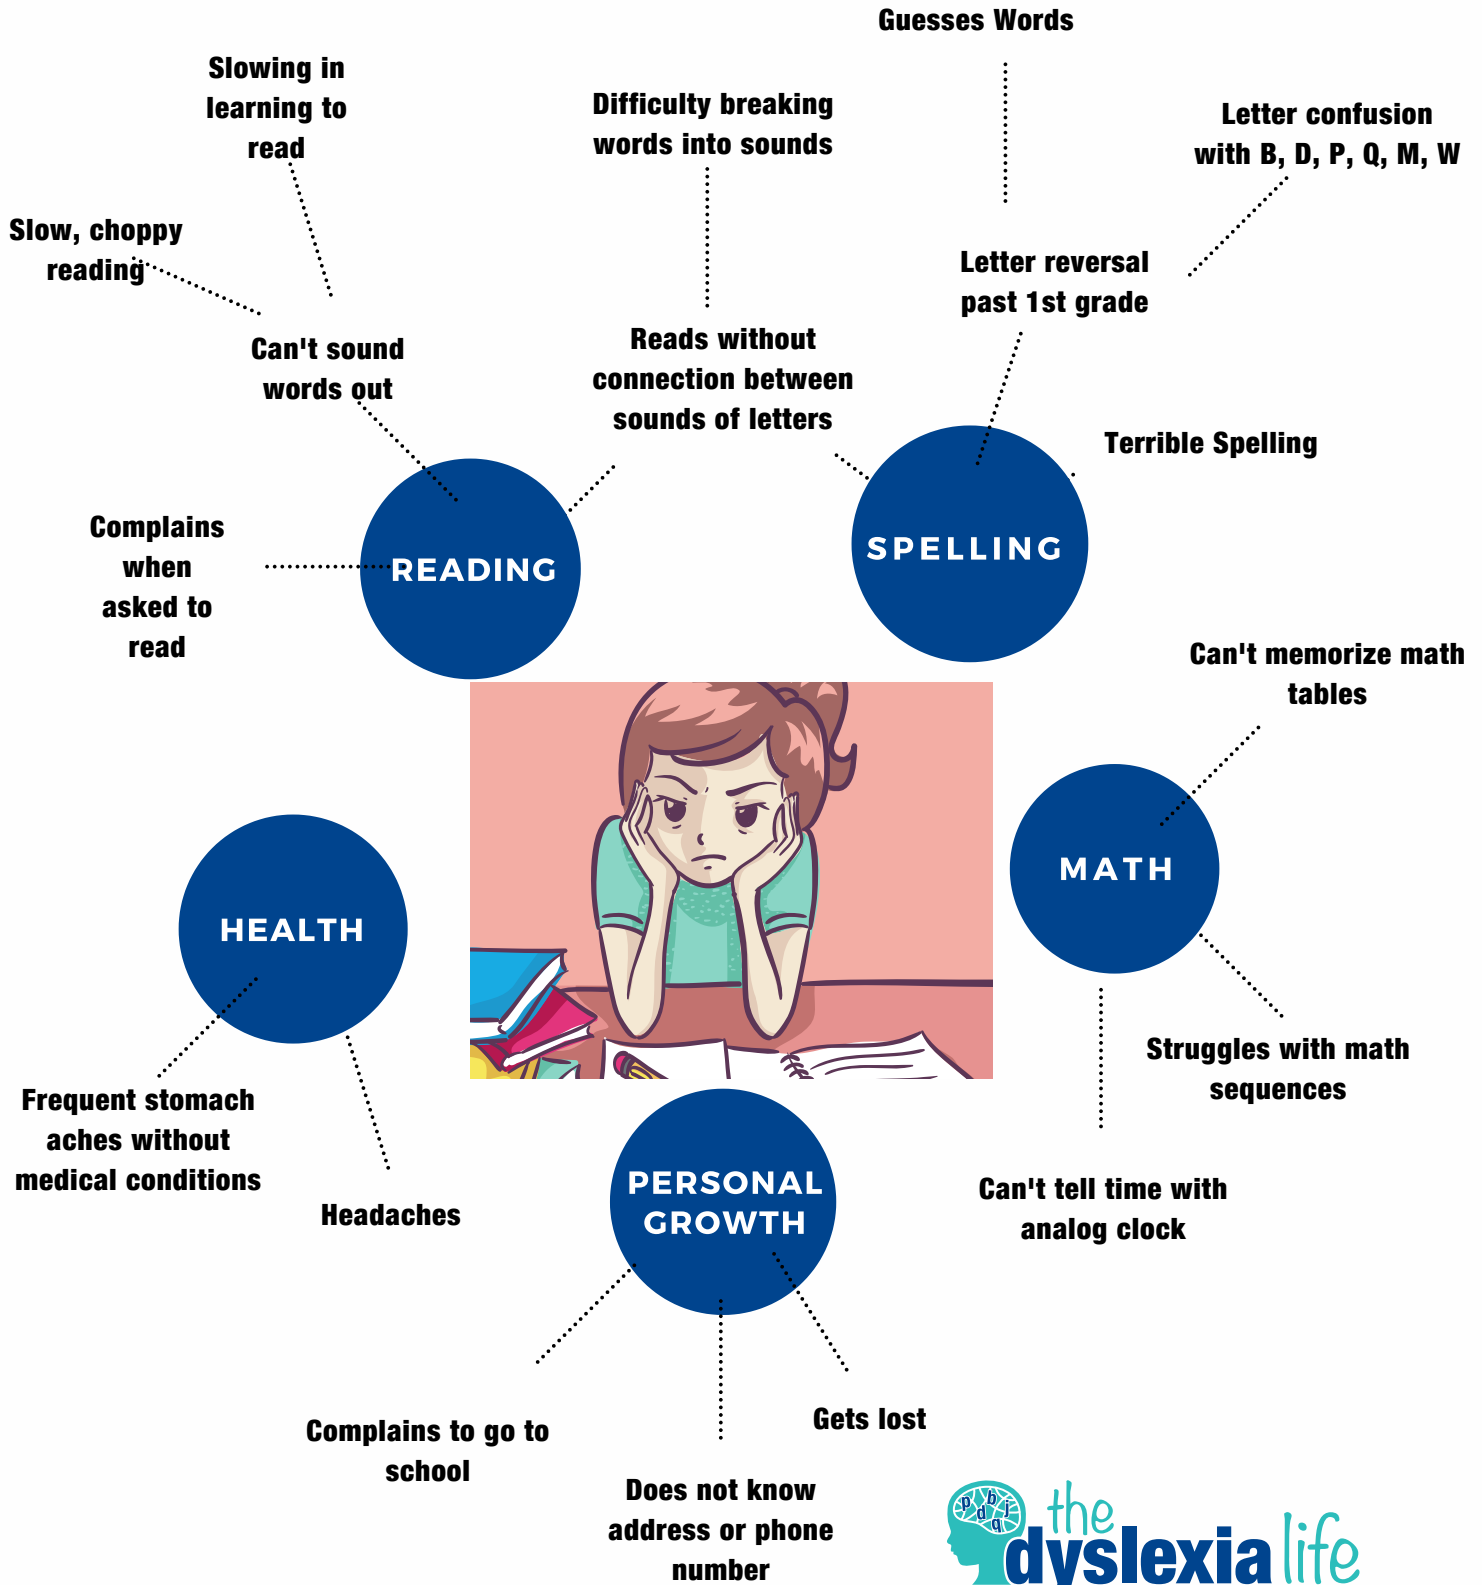 Guesses Words
Slowing in
learning to
read
Difficulty breaking
words into sounds
Letter confusion
with B, D, P, Q, M, W
Slow, choppy
reading
Letter reversal
past 1st grade
Can't sound
words out
Reads without
connection between
sounds of letters
Terrible Spelling
Complains
when
asked to
read
READING
SPELLING
Can't memorize math
tables
MATH
HEALTH
Struggles with math
sequences
Frequent stomach
aches without
medical conditions
Headaches
PERSONAL
GROWTH
Can't tell time with
analog clock
Complains to go to
school
Gets lost
Does not know
address or phone
number
p b j
d q
the
dyslexia life